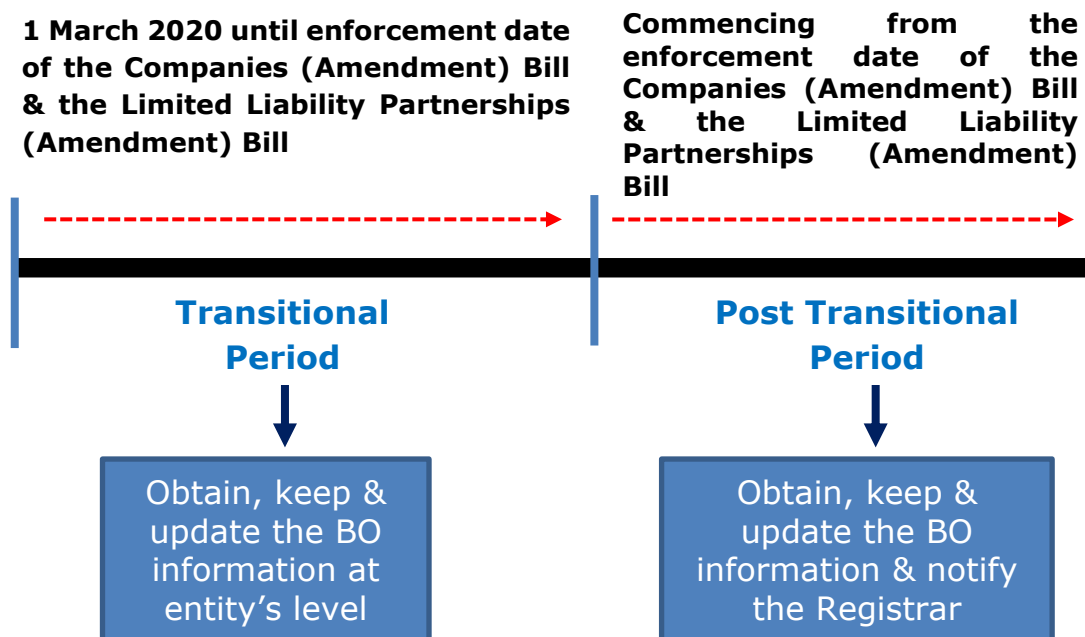 1 March 2020 until enforcement date
of the Companies (Amendment) Bill
& the Limited Liability Partnerships
(Amendment) Bill
Commencing from the
enforcement date of the
Companies (Amendment) Bill
& the Limited Liability
Partnerships (Amendment)
Bill
Transitional
Period
Post Transitional
Period
Obtain, keep &
update the BO
information at
entity’s level
Obtain, keep &
update the BO
information & notify
the Registrar